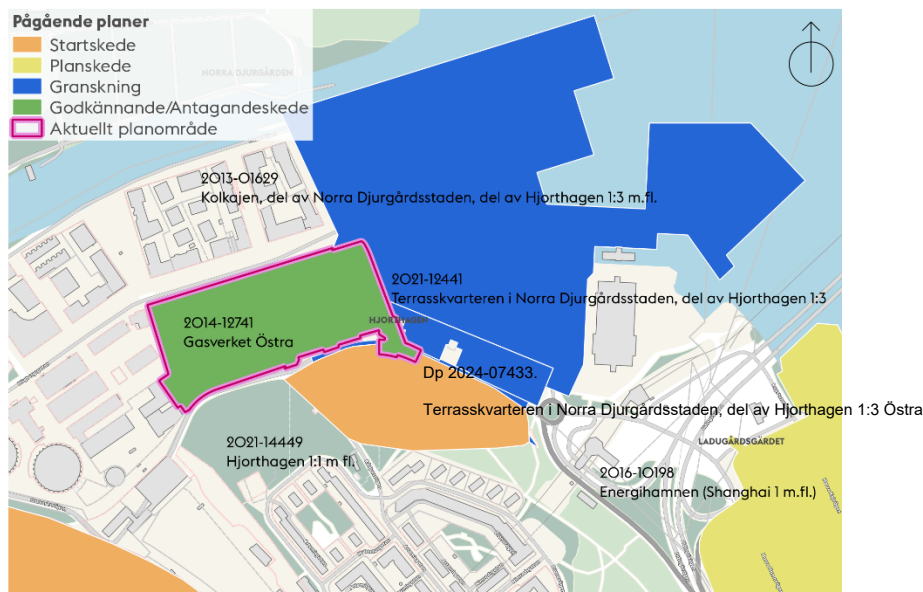 Pågående planer
Startskede
Planskede
Granskning
Godkännande/Antagandeskede
Aktuellt planområde
NORRA DJURGÅRDEN
2013-01629
Kolkajen, del av Norra Djurgårdsstaden, del av Hjorthagen 1:3 m.fl.
2021-12441
Terrasskvarteren i Norra Djurgårdsstaden, del av Hjorthagen 1:3
HJORTHAGEN
2014-12741
Gasverket Östra
Dp 2024-07433.
Terrasskvarteren i Norra Djurgårdsstaden, del av Hjorthagen 1:3 Östra
LADUGÅRDSGÄRDET
2021-14449
Hjorthagen 1:1 m fl.
2016-10198
Energihamnen (Shanghai 1 m.fl.)